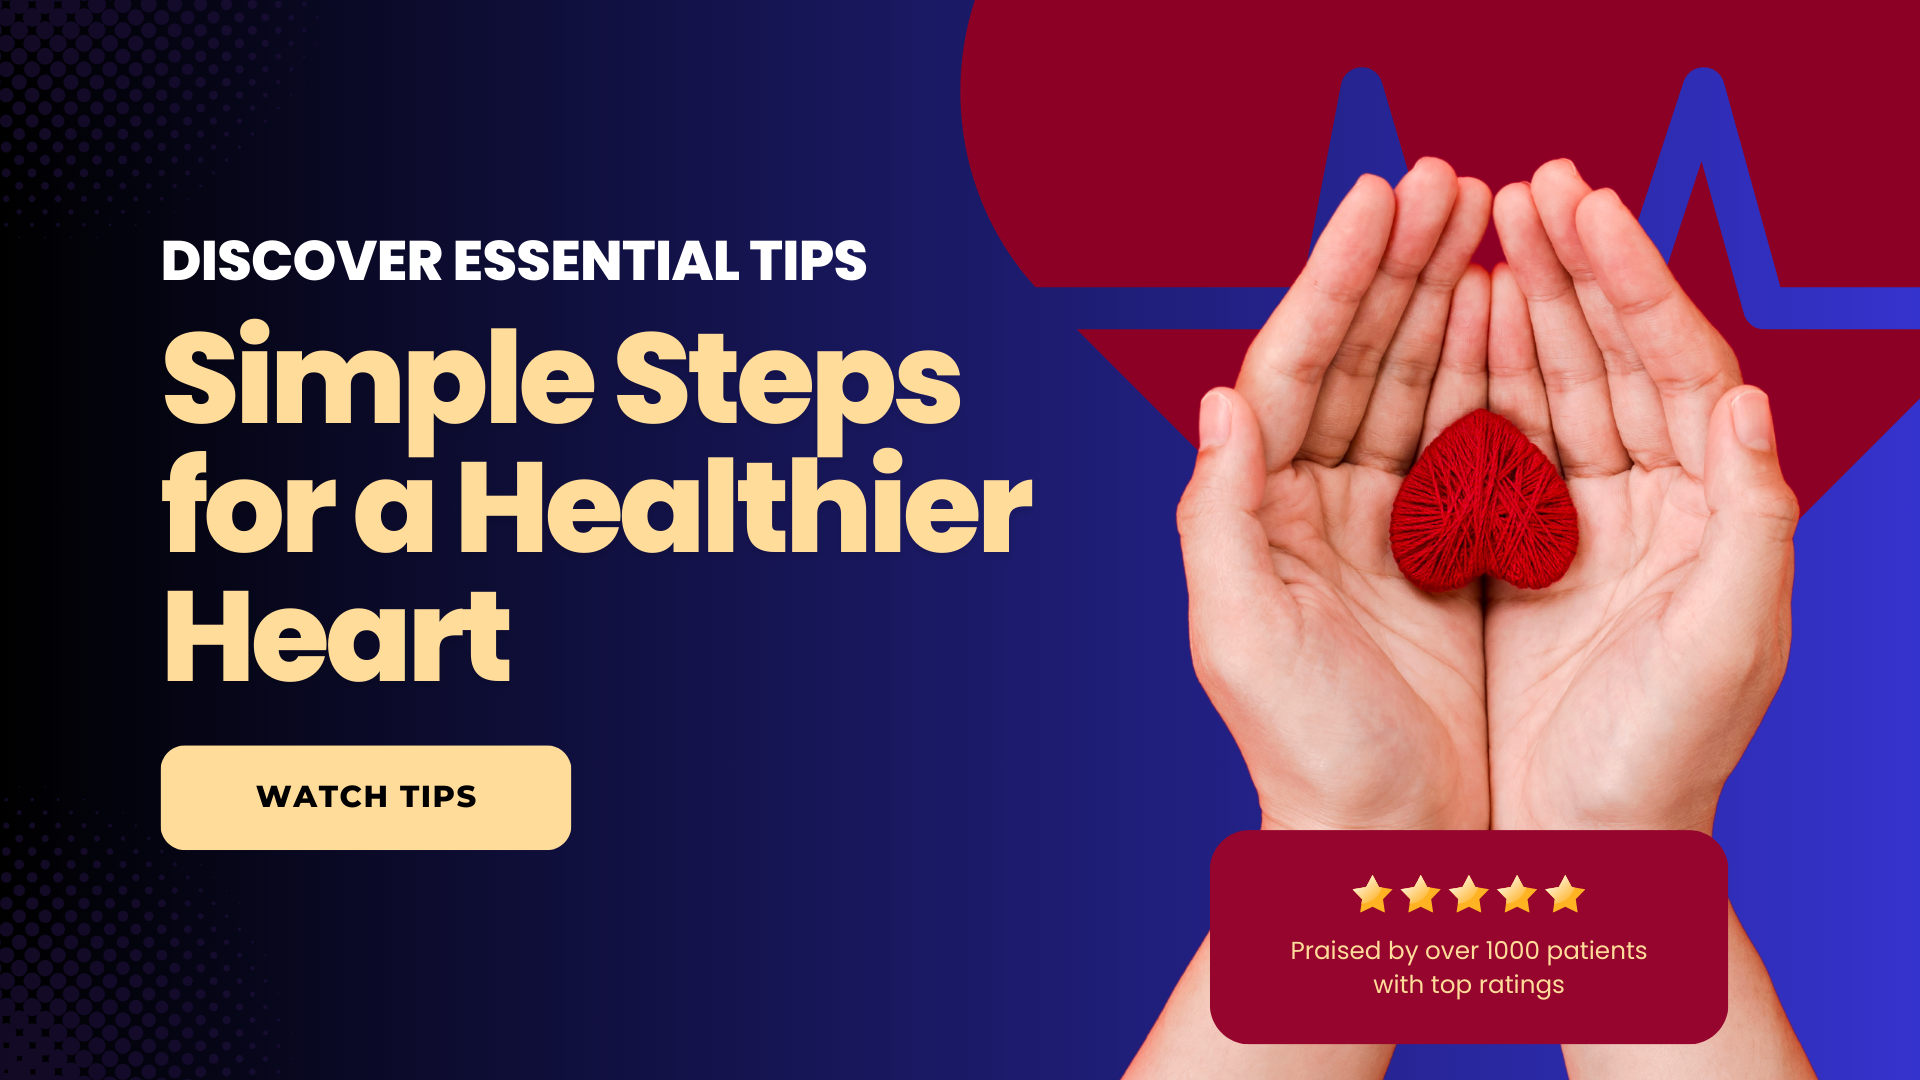 DISCOVER ESSENTIAL TIPS
Simple Steps
for a Healthier
Heart
WATCH TIPS
Praised by over 1000 patients
with top ratings